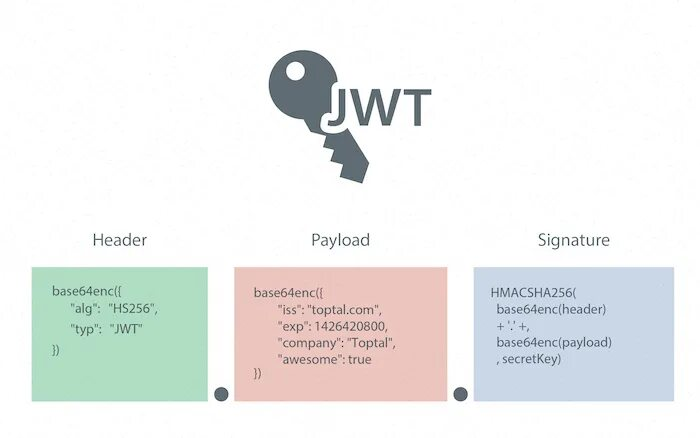 JWT
Header
base64enc({
"alg": "HS256",
"typ": "JWT"
})
Payload
base64enc({
"iss": "toptal.com",
"exp": 1426420800,
"company": "Toptal",
"awesome": true
})
Signature
HMACSHA256(
base64enc(header)
+ '.' +,
base64enc(payload)
, secretKey)